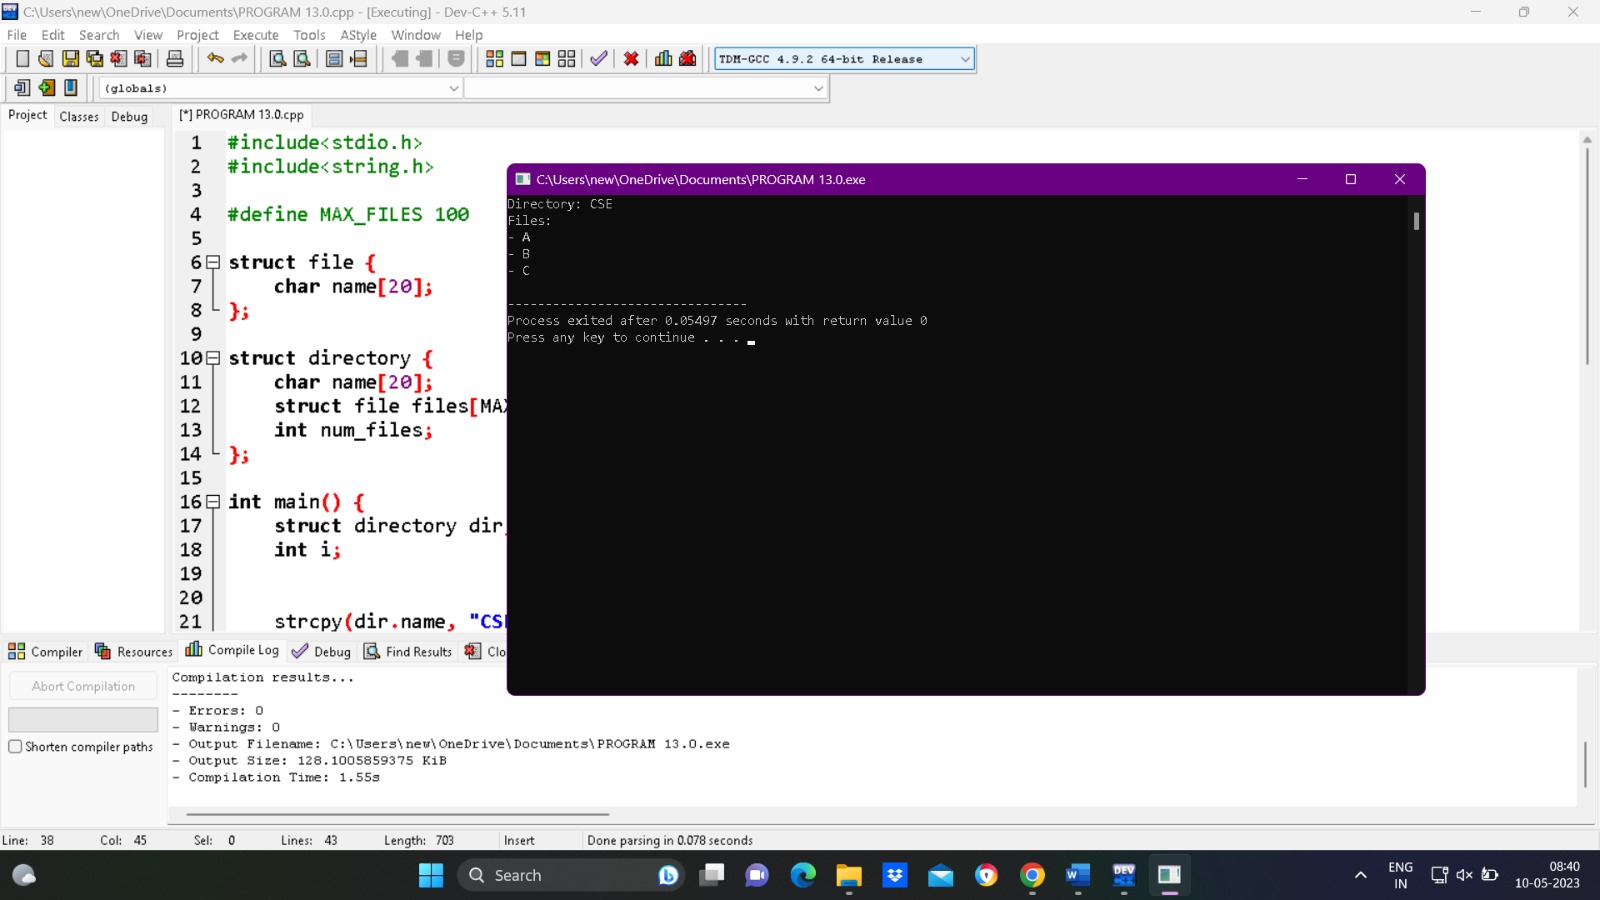 C:\Users\new\OneDrive\Documents\PROGRAM 13.0.cpp - [Executing] - Dev-C++ 5.11
File Edit Search View Project Execute Tools AStyle Window Help
TDM-GCC 4.9.2 64-bit Release
(globals)
Project Classes Debug
[*] PROGRAM 13.0.cpp
1 #include<stdio.h>
2 #include<string.h>
3
4 #define MAX_FILES 100
5
6 struct file {
7 char name[20];
8 };
9
10 struct directory {
11 char name[20];
12 struct file files[MAX
13 int num_files;
14 };
15
16 int main() {
17 struct directory dir
18 int i;
19
20
21 strcpy(dir.name, "CSE
C:\Users\new\OneDrive\Documents\PROGRAM 13.0.exe
Directory: CSE
Files:
- A
- B
- C
--------------------------------
Process exited after 0.05497 seconds with return value 0
Press any key to continue . . .
Compiler Resources Compile Log Debug Find Results Clo
Abort Compilation
Shorten compiler paths
Compilation results...
--------
- Errors: 0
- Warnings: 0
- Output Filename: C:\Users\new\OneDrive\Documents\PROGRAM 13.0.exe
- Output Size: 128.1005859375 KiB
- Compilation Time: 1.55s
Line: 38 Col: 45 Sel: 0 Lines: 43 Length: 703 Insert Done parsing in 0.078 seconds
Search
DEV
ENG
IN
08:40
10-05-2023